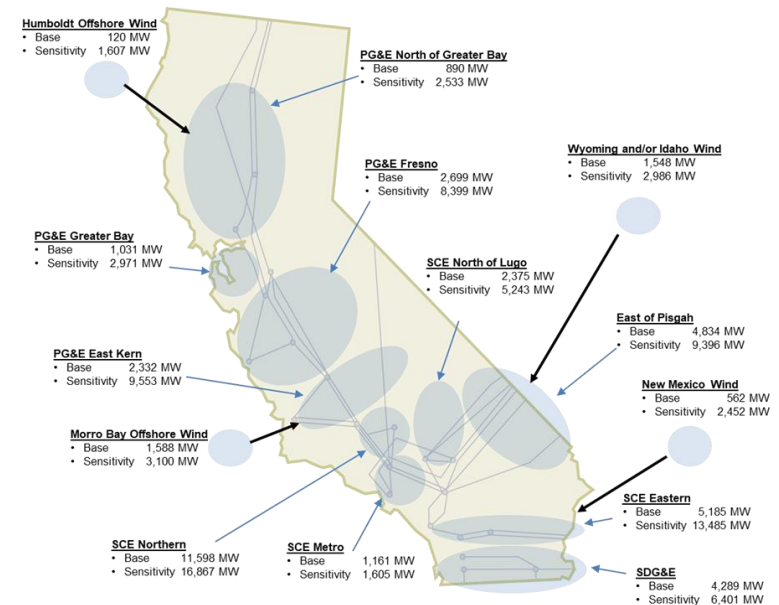 Humboldt Offshore Wind
• Base 120 MW
• Sensitivity 1,607 MW
PG&E North of Greater Bay
• Base 890 MW
• Sensitivity 2,533 MW
Wyoming and/or Idaho Wind
• Base 1,548 MW
• Sensitivity 2,986 MW
PG&E Fresno
• Base 2,699 MW
• Sensitivity 8,399 MW
PG&E Greater Bay
• Base 1,031 MW
• Sensitivity 2,971 MW
SCE North of Lugo
• Base 2,375 MW
• Sensitivity 5,243 MW
East of Pisgah
• Base 4,834 MW
• Sensitivity 9,396 MW
PG&E East Kern
• Base 2,332 MW
• Sensitivity 9,553 MW
New Mexico Wind
• Base 562 MW
• Sensitivity 2,452 MW
Morro Bay Offshore Wind
• Base 1,588 MW
• Sensitivity 3,100 MW
SCE Eastern
• Base 5,185 MW
• Sensitivity 13,485 MW
SCE Northern
• Base 11,598 MW
• Sensitivity 16,867 MW
SCE Metro
• Base 1,161 MW
• Sensitivity 1,605 MW
SDG&E
• Base 4,289 MW
• Sensitivity 6,401 MW